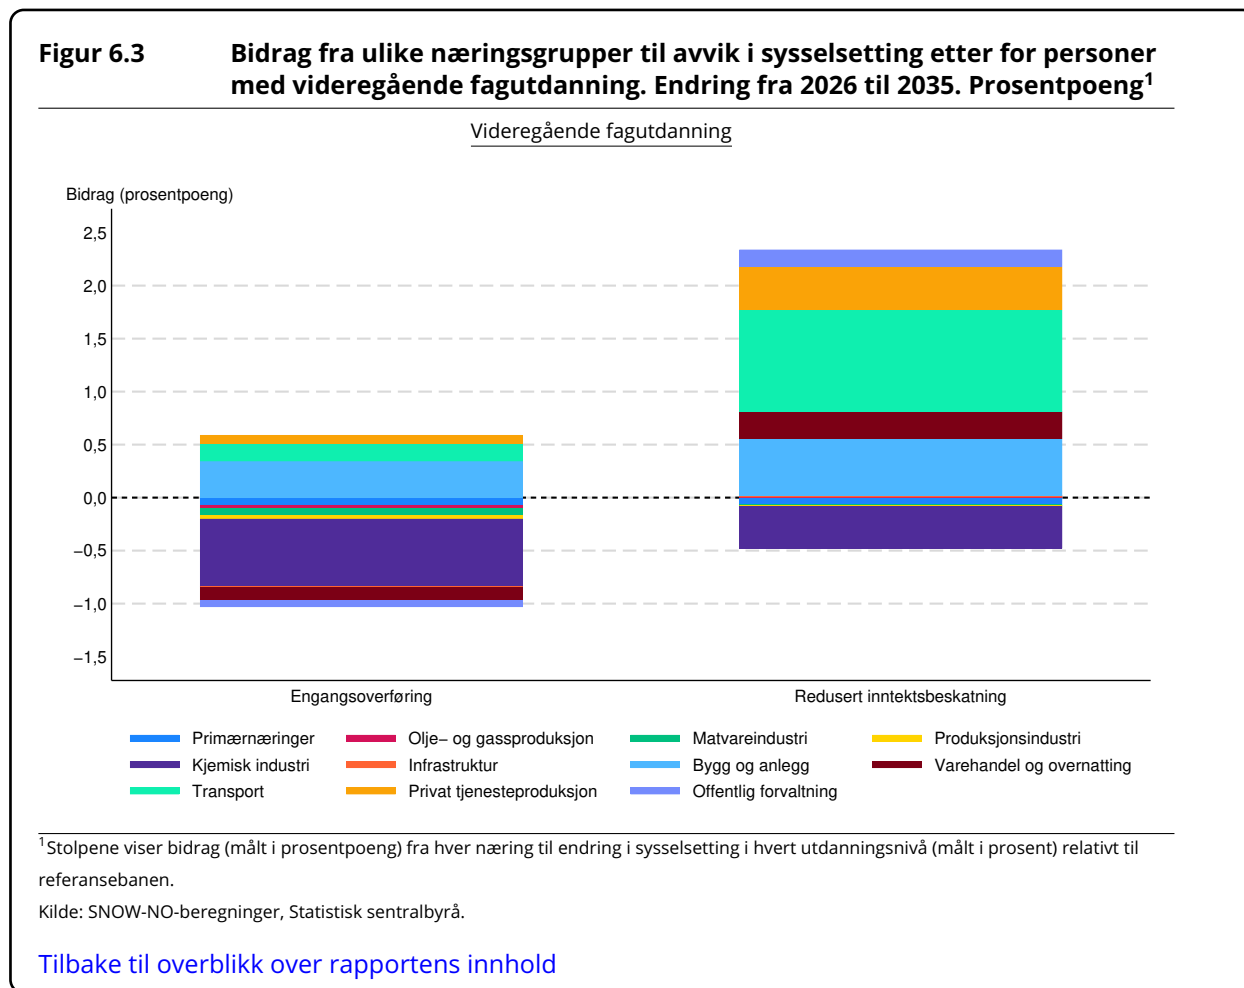 Figur 6.3 Bidrag fra ulike næringsgrupper til avvik i sysselsetting etter for personer
med videregående fagutdanning. Endring fra 2026 til 2035. Prosentpoeng¹
Videregående fagutdanning
Bidrag (prosentpoeng)
2,5
2,0
1,5
1,0
0,5
0,0
−0,5
−1,0
−1,5
Engangsoverføring Redusert inntektsbeskatning
Primærnæringer Olje− og gassproduksjon Matvareindustri Produksjonsindustri
Kjemisk industri Infrastruktur Bygg og anlegg Varehandel og overnatting
Transport Privat tjenesteproduksjon Offentlig forvaltning
¹Stolpene viser bidrag (målt i prosentpoeng) fra hver næring til endring i sysselsetting i hvert utdanningsnivå (målt i prosent) relativt til
referansebanen.
Kilde: SNOW-NO-beregninger, Statistisk sentralbyrå.
Tilbake til overblikk over rapportens innhold